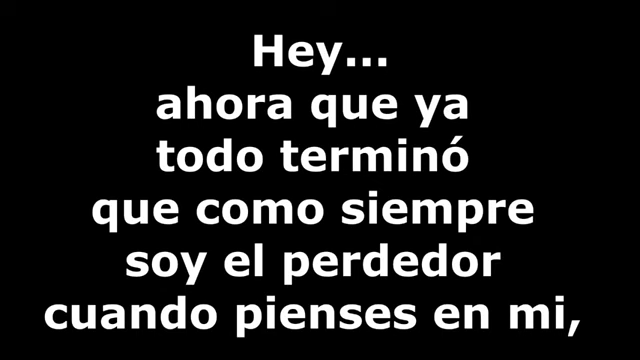 Hey...
ahora que ya
todo terminó
que como siempre
soy el perdedor
cuando pienses en mi,